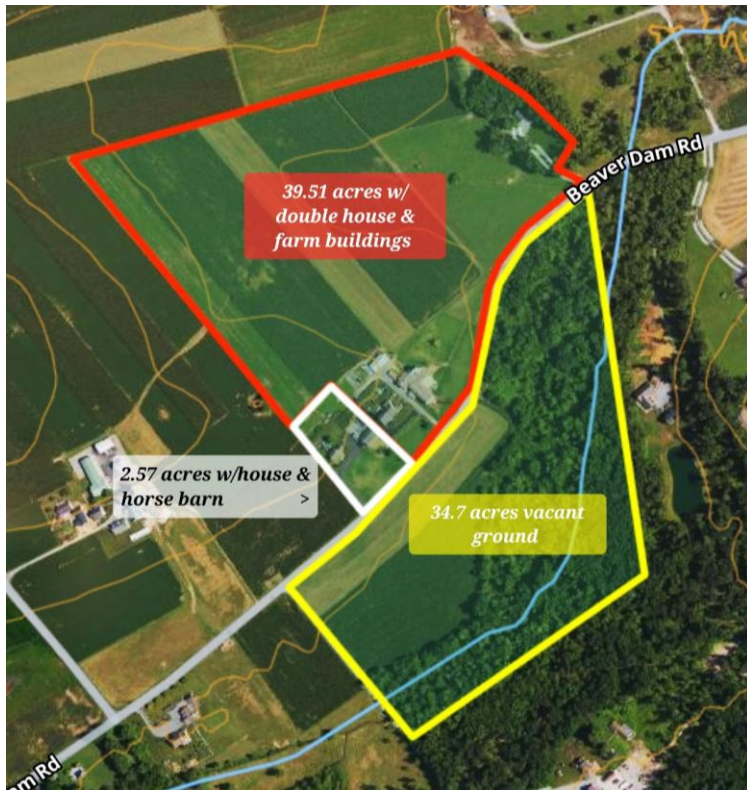 39.51 acres w/
double house &
farm buildings
Beaver Dam Rd
2.57 acres w/house &
horse barn >
34.7 acres vacant
ground
am Rd